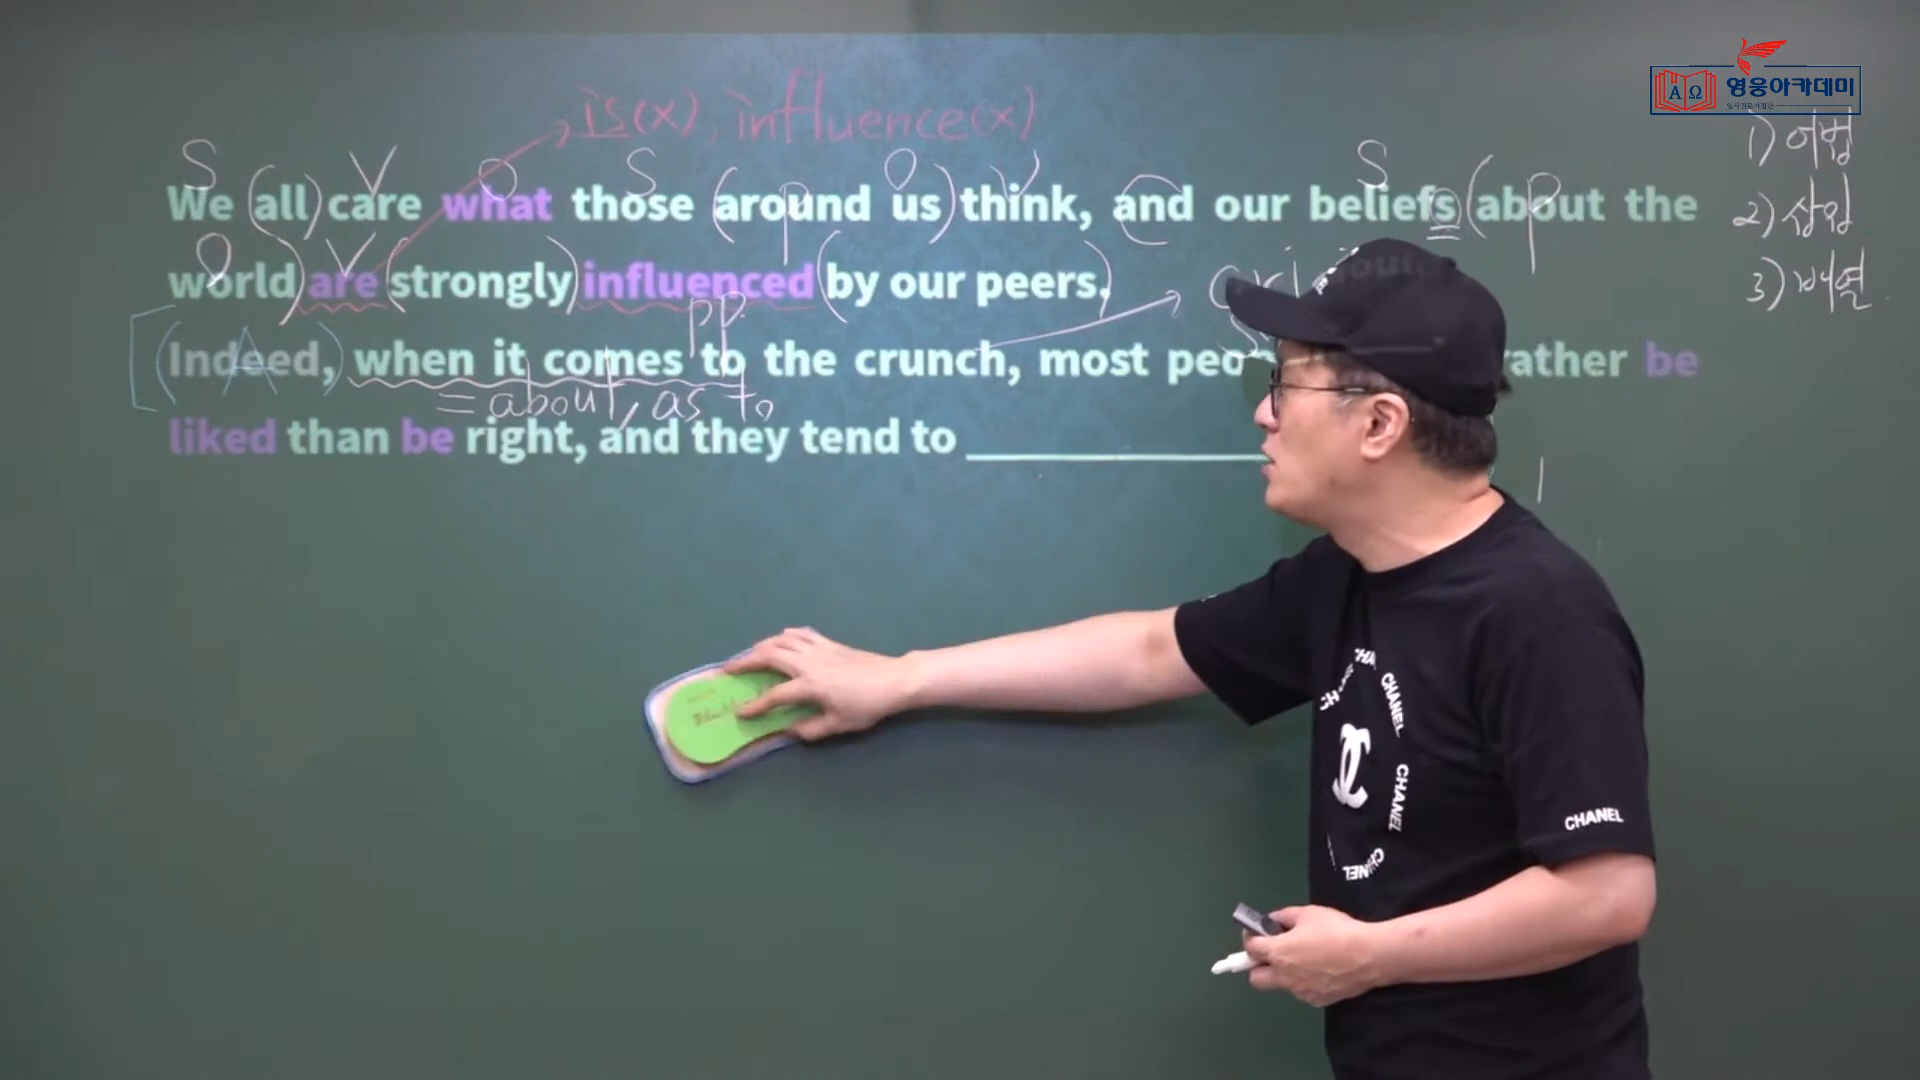 영웅아카데미
is(x), influence(x)
1) 어법
S V O S p O V S p
We all care what those around us think, and our beliefs about the
2) 삽입
O V
world are strongly influenced by our peers.
3) 배열
pp.
A
Indeed, when it comes to the crunch, most peo rather be
= about, as to
liked than be right, and they tend to
CHANEL
CHANEL
CHANEL
CHANEL
CHANEL